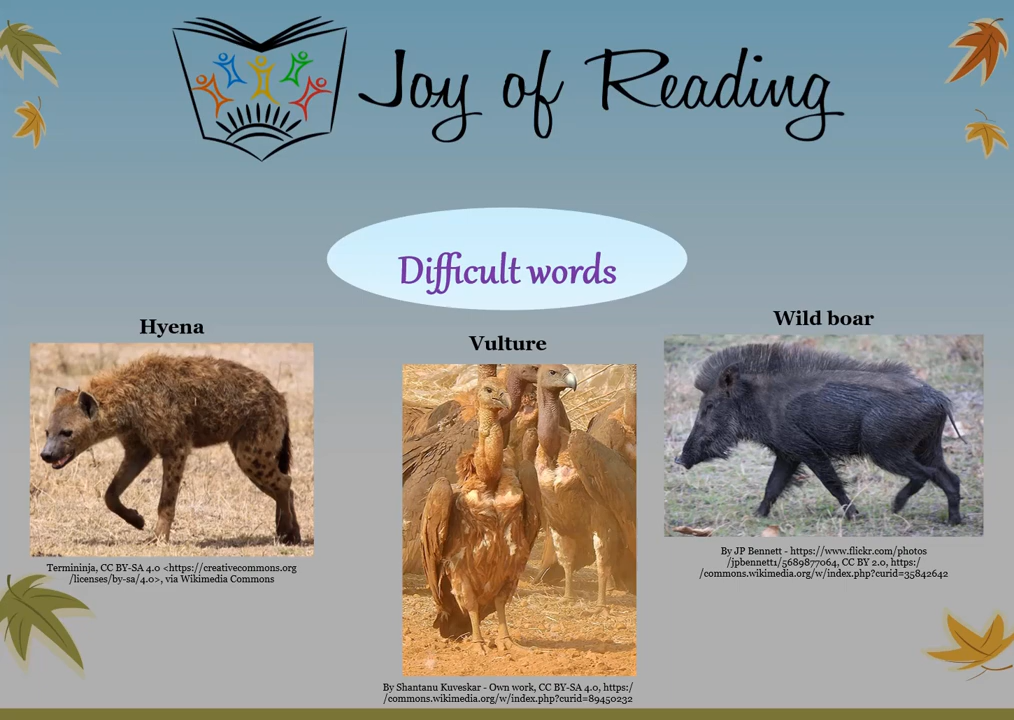 Joy of Reading
Difficult words
Hyena
Vulture
Wild boar
Termininja, CC BY-SA 4.0 <https://creativecommons.org
/licenses/by-sa/4.0>, via Wikimedia Commons
By Shantanu Kuveskar - Own work, CC BY-SA 4.0, https:/
/commons.wikimedia.org/w/index.php?curid=89450232
By JP Bennett - https://www.flickr.com/photos
/jpbennett1/5689877064, CC BY 2.0, https:/
/commons.wikimedia.org/w/index.php?curid=35842642